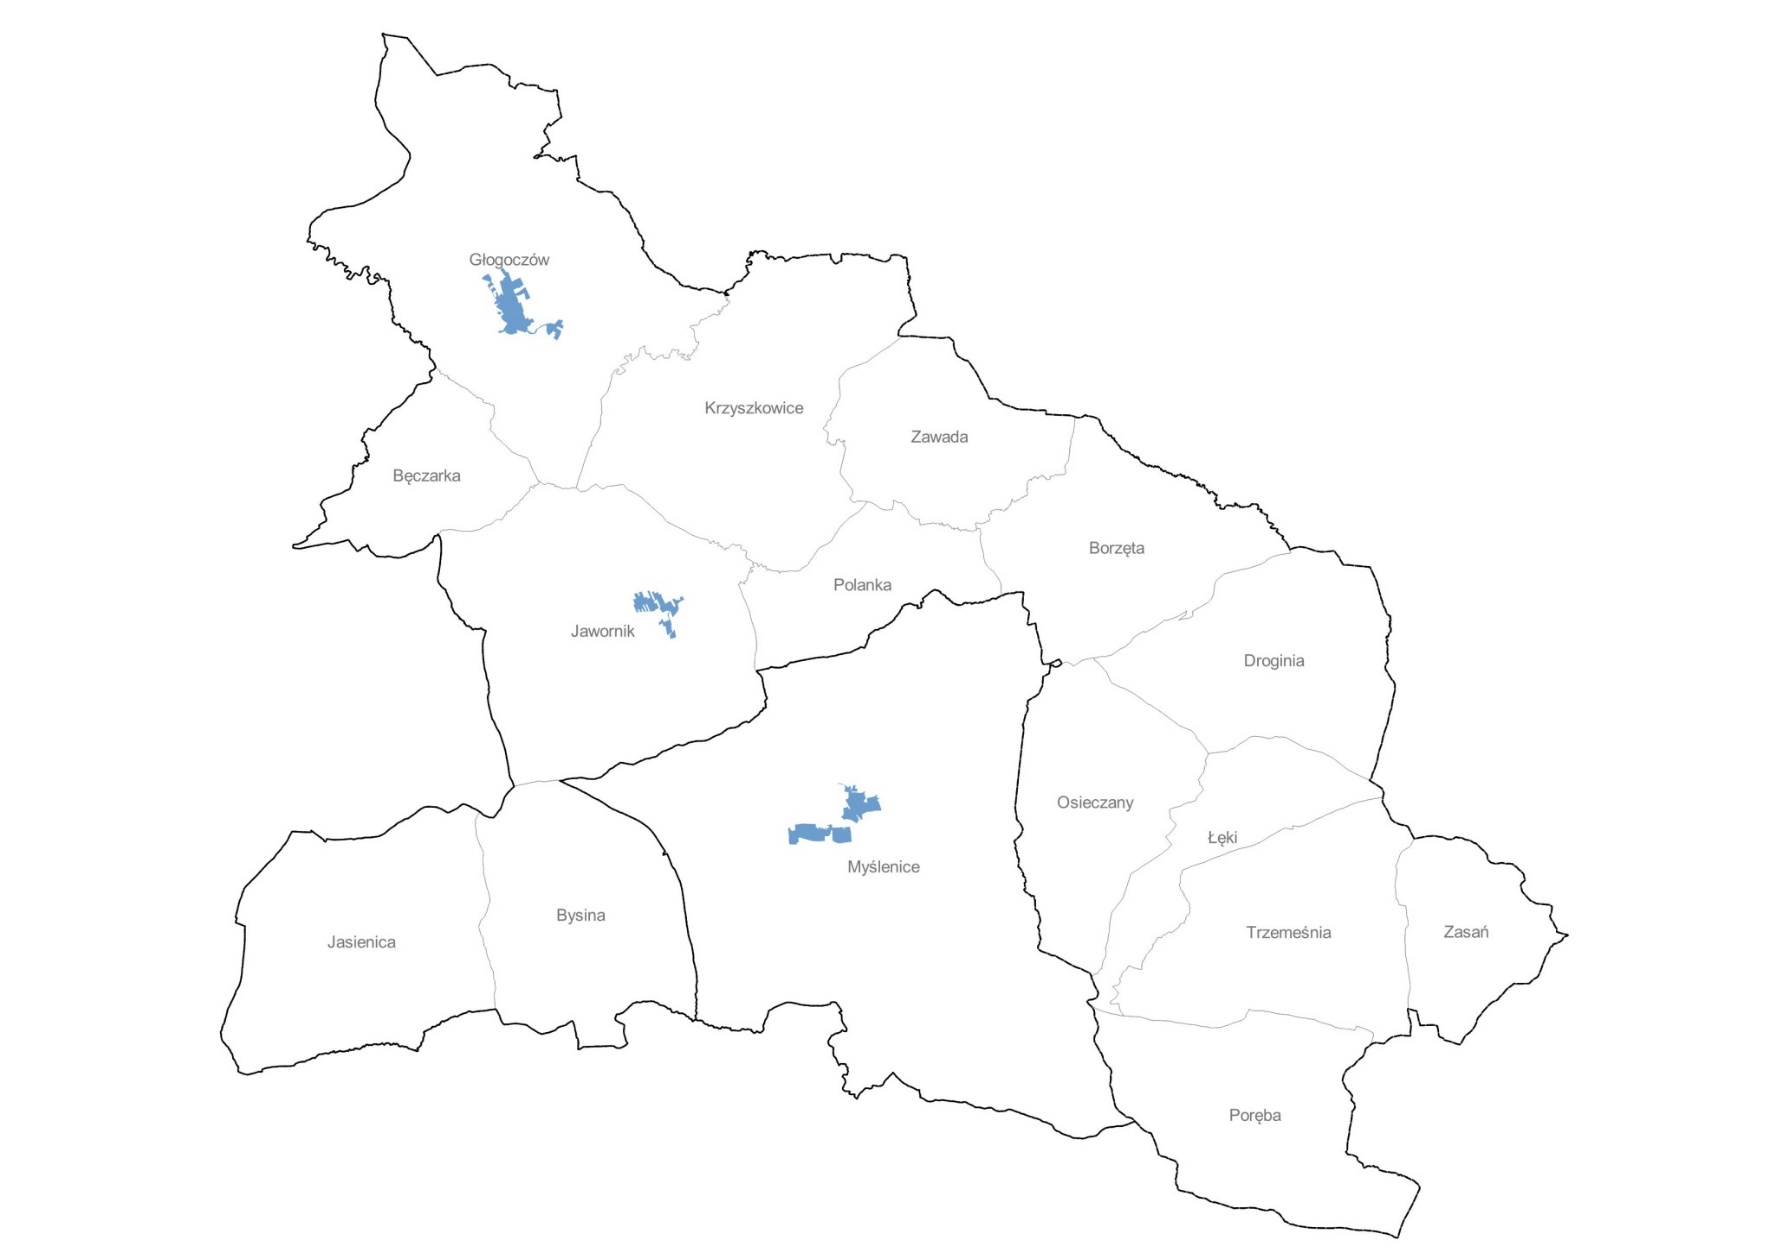 Głogoczów
Krzyszkowice
Zawada
Bęczarka
Borzęta
Polanka
Jawornik
Droginia
Osieczany
Łęki
Myślenice
Bysina
Jasienica
Trzemeśnia
Zasań
Poręba